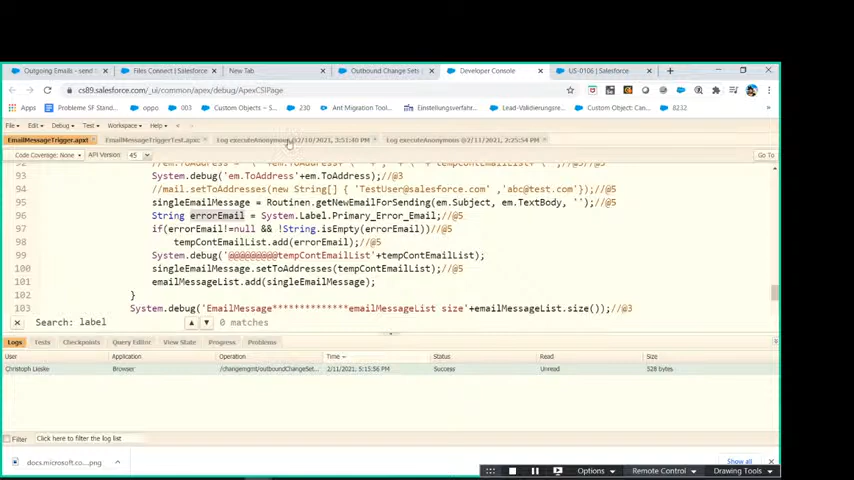 Outgoing Emails - send
Files Connect | Salesforce
New Tab
Outbound Change Sets
Developer Console
US-0106 | Salesforce
cs89.salesforce.com/_ui/common/apex/debug/ApexCSIPage
Apps
Probleme SF Stand...
oppo
003
Custom Objects – S...
230
Ant Migration Tool...
Einstellungsverfahr...
Lead-Validierungsre...
Custom Object: Cas...
8232
File
Edit
Debug
Test
Workspace
Help
EmailMessageTrigger.apxt
EmailMessageTriggerTest.apxc
Log executeAnonymous @2/10/2021, 3:51:40 PM
Log executeAnonymous @2/11/2021, 2:25:54 PM
Code Coverage: None
API Version:
45
Go To
93 System.debug('em.ToAddress'+em.ToAddress);//@3
94 //mail.setToAddresses(new String[] { 'TestUser@salesforce.com' ,'abc@test.com'});//@5
95 singleEmailMessage = Routinen.getNewEmailForSending(em.Subject, em.TextBody, '');//@5
96 String errorEmail = System.Label.Primary_Error_Email;//@5
97 if(errorEmail!=null && !String.isEmpty(errorEmail))//@5
98 tempContEmailList.add(errorEmail);//@5
99 System.debug('@@@@@@@@@tempContEmailList'+tempContEmailList);
100 singleEmailMessage.setToAddresses(tempContEmailList);//@5
101 emailMessageList.add(singleEmailMessage);
102 }
103 System.debug('EmailMessage**************emailMessageList size'+emailMessageList.size());//@3
Search: label
0 matches
Logs
Tests
Checkpoints
Query Editor
View State
Progress
Problems
User
Application
Operation
Time
Status
Read
Size
Christoph Lieske
Browser
/changemgmt/outboundChangeSet...
2/11/2021, 5:15:56 PM
Success
Unread
528 bytes
Filter
Click here to filter the log list
docs.microsoft.co....png
Show all
Options
Remote Control
Drawing Tools